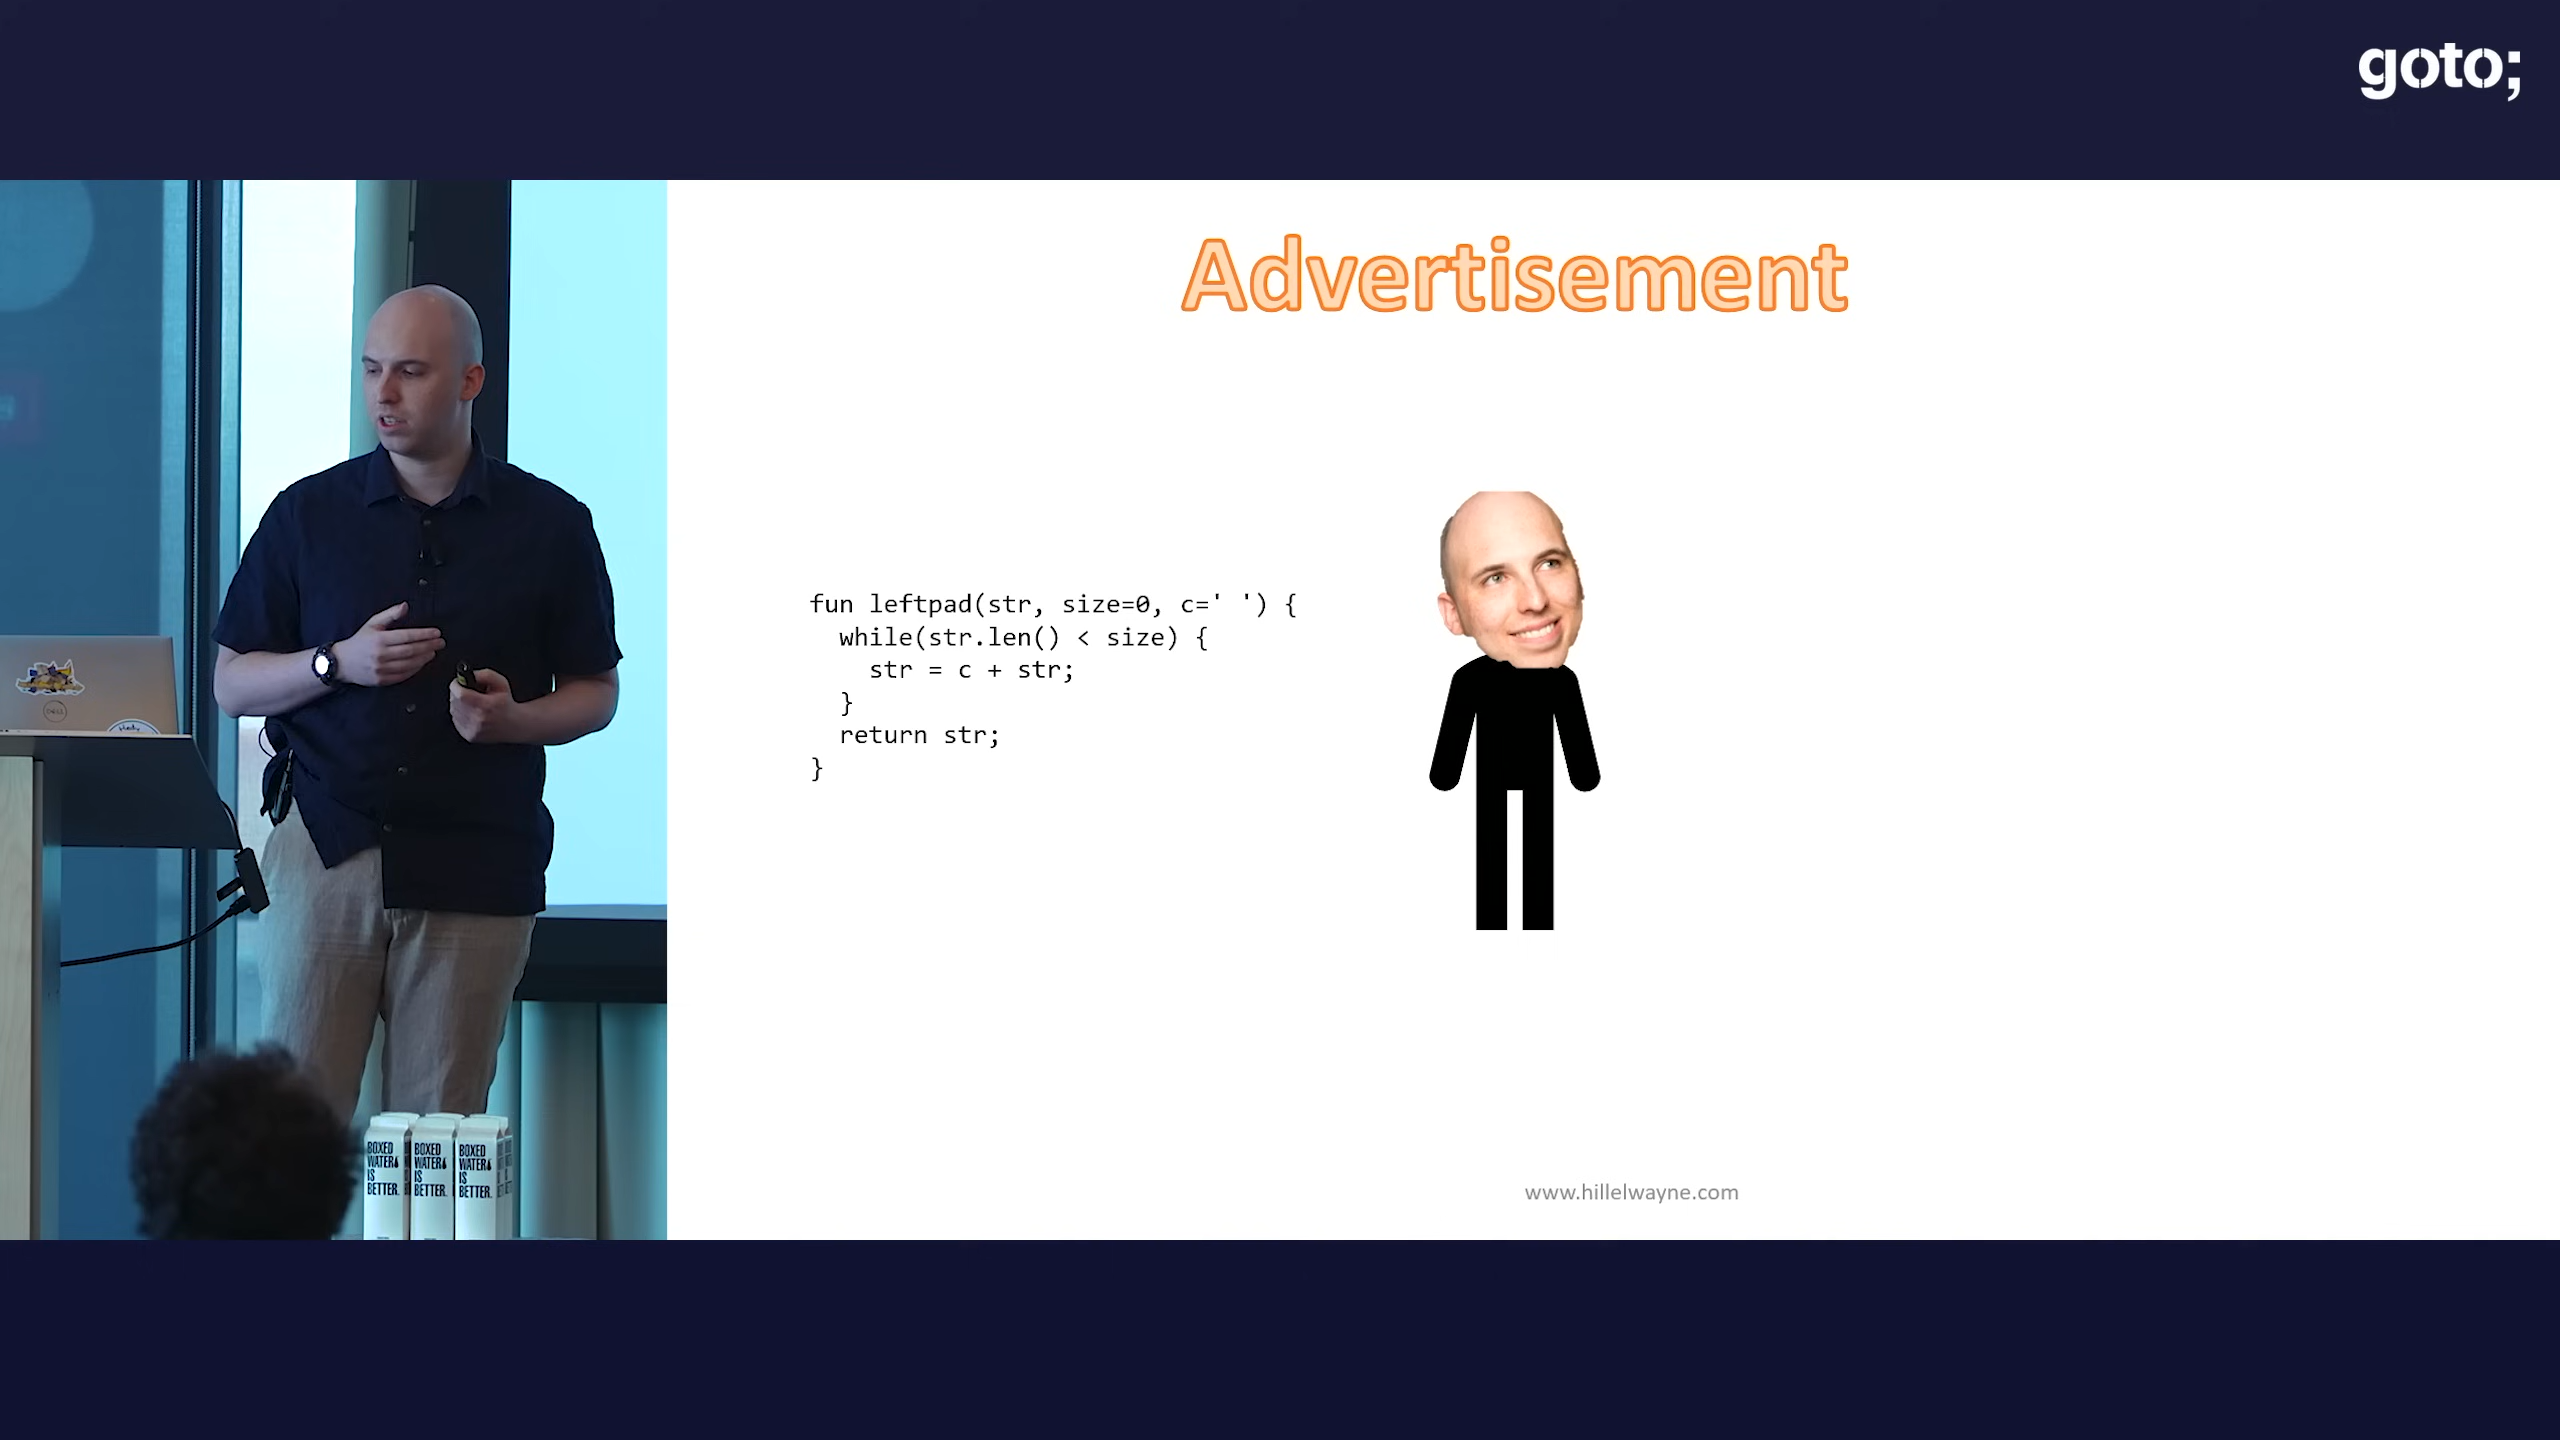 goto;
Advertisement
fun leftpad(str, size=0, c=' ') {
  while(str.len() < size) {
    str = c + str;
  }
  return str;
}
www.hillelwayne.com
DELL
BOXED WATER IS BETTER.
BOXED WATER IS BETTER.
BOXED WATER IS BETTER.